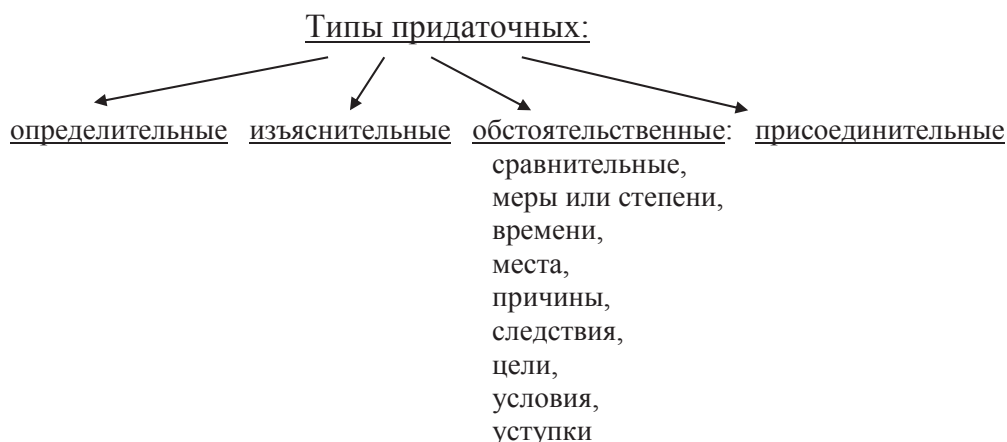 Типы придаточных:
определительные изъяснительные обстоятельственные: присоединительные
сравнительные,
меры или степени,
времени,
места,
причины,
следствия,
цели,
условия,
уступки